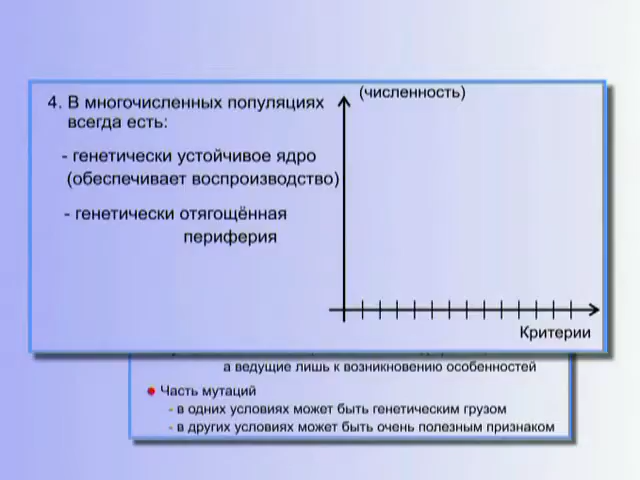 4. В многочисленных популяциях
всегда есть:
- генетически устойчивое ядро
(обеспечивает воспроизводство)
- генетически отягощённая
периферия
(численность)
Критерии
а ведущие лишь к возникновению особенностей
Часть мутаций
- в одних условиях может быть генетическим грузом
- в других условиях может быть очень полезным признаком